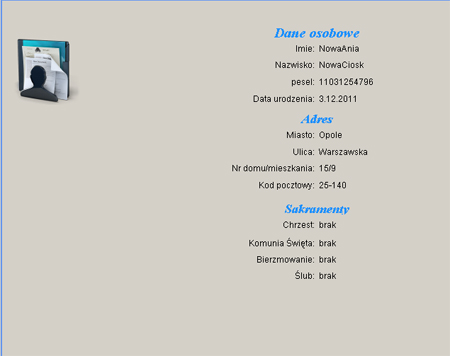 Dane osobowe
Imie: NowaAnia
Nazwisko: NowaCiosk
pesel: 11031254796
Data urodzenia: 3.12.2011
Adres
Miasto: Opole
Ulica: Warszawska
Nr domu/mieszkania: 15/9
Kod pocztowy: 25-140
Sakramenty
Chrzest: brak
Komunia Święta: brak
Bierzmowanie: brak
Ślub: brak